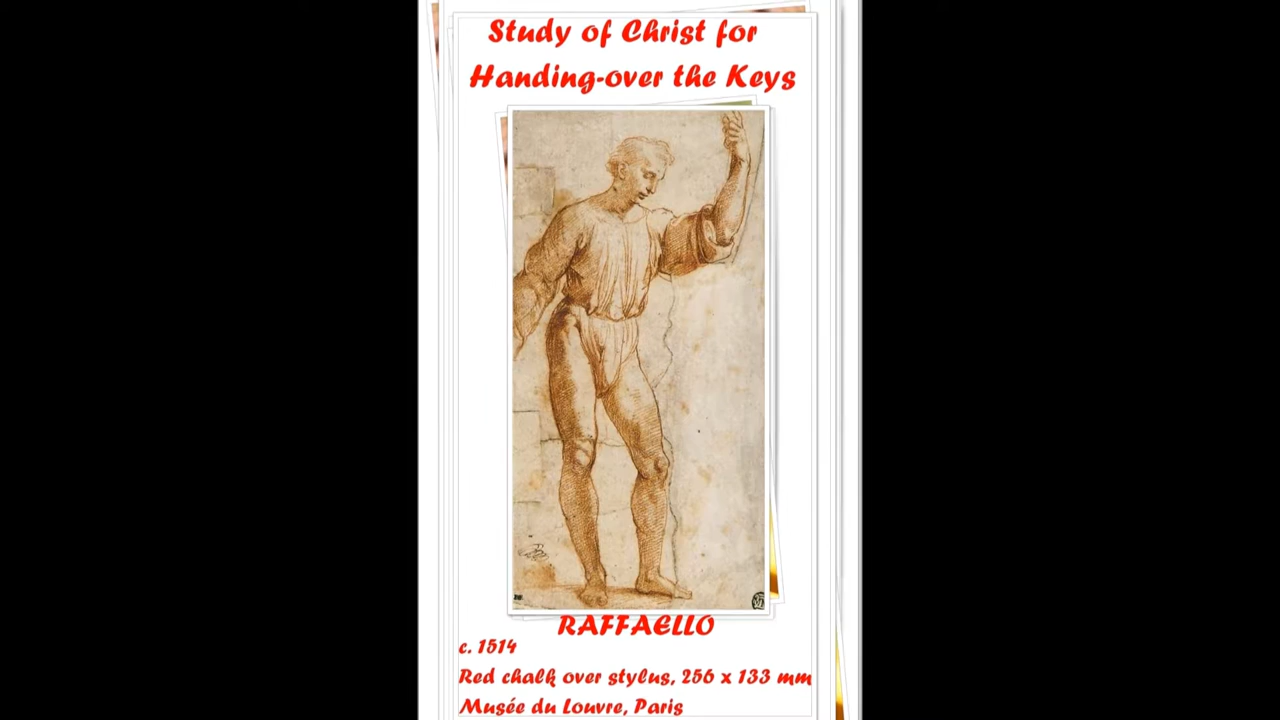 Study of Christ for
Handing-over the Keys
RAFFAELLO
c. 1514
Red chalk over stylus, 256 x 133 mm
Musée du Louvre, Paris